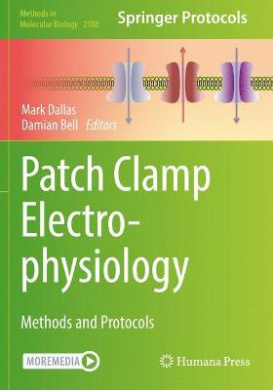 Methods in
Molecular Biology 2188
Springer Protocols
Mark Dallas
Damian Bell Editors
Patch Clamp
Electro-
physiology
Methods and Protocols
MOREMEDIA
Humana Press